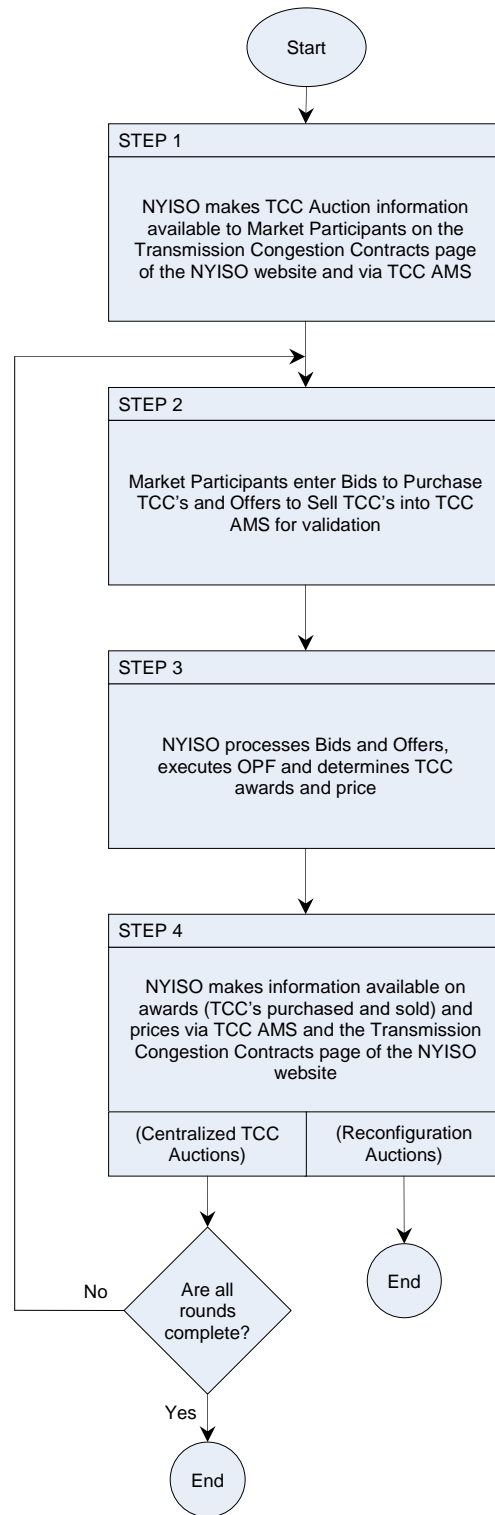 Start
STEP 1
NYISO makes TCC Auction information
available to Market Participants on the
Transmission Congestion Contracts page
of the NYISO website and via TCC AMS
STEP 2
Market Participants enter Bids to Purchase
TCC's and Offers to Sell TCC's into TCC
AMS for validation
STEP 3
NYISO processes Bids and Offers,
executes OPF and determines TCC
awards and price
STEP 4
NYISO makes information available on
awards (TCC's purchased and sold) and
prices via TCC AMS and the Transmission
Congestion Contracts page of the NYISO
website
(Centralized TCC
Auctions)
(Reconfiguration
Auctions)
No
Are all
rounds
complete?
End
Yes
End